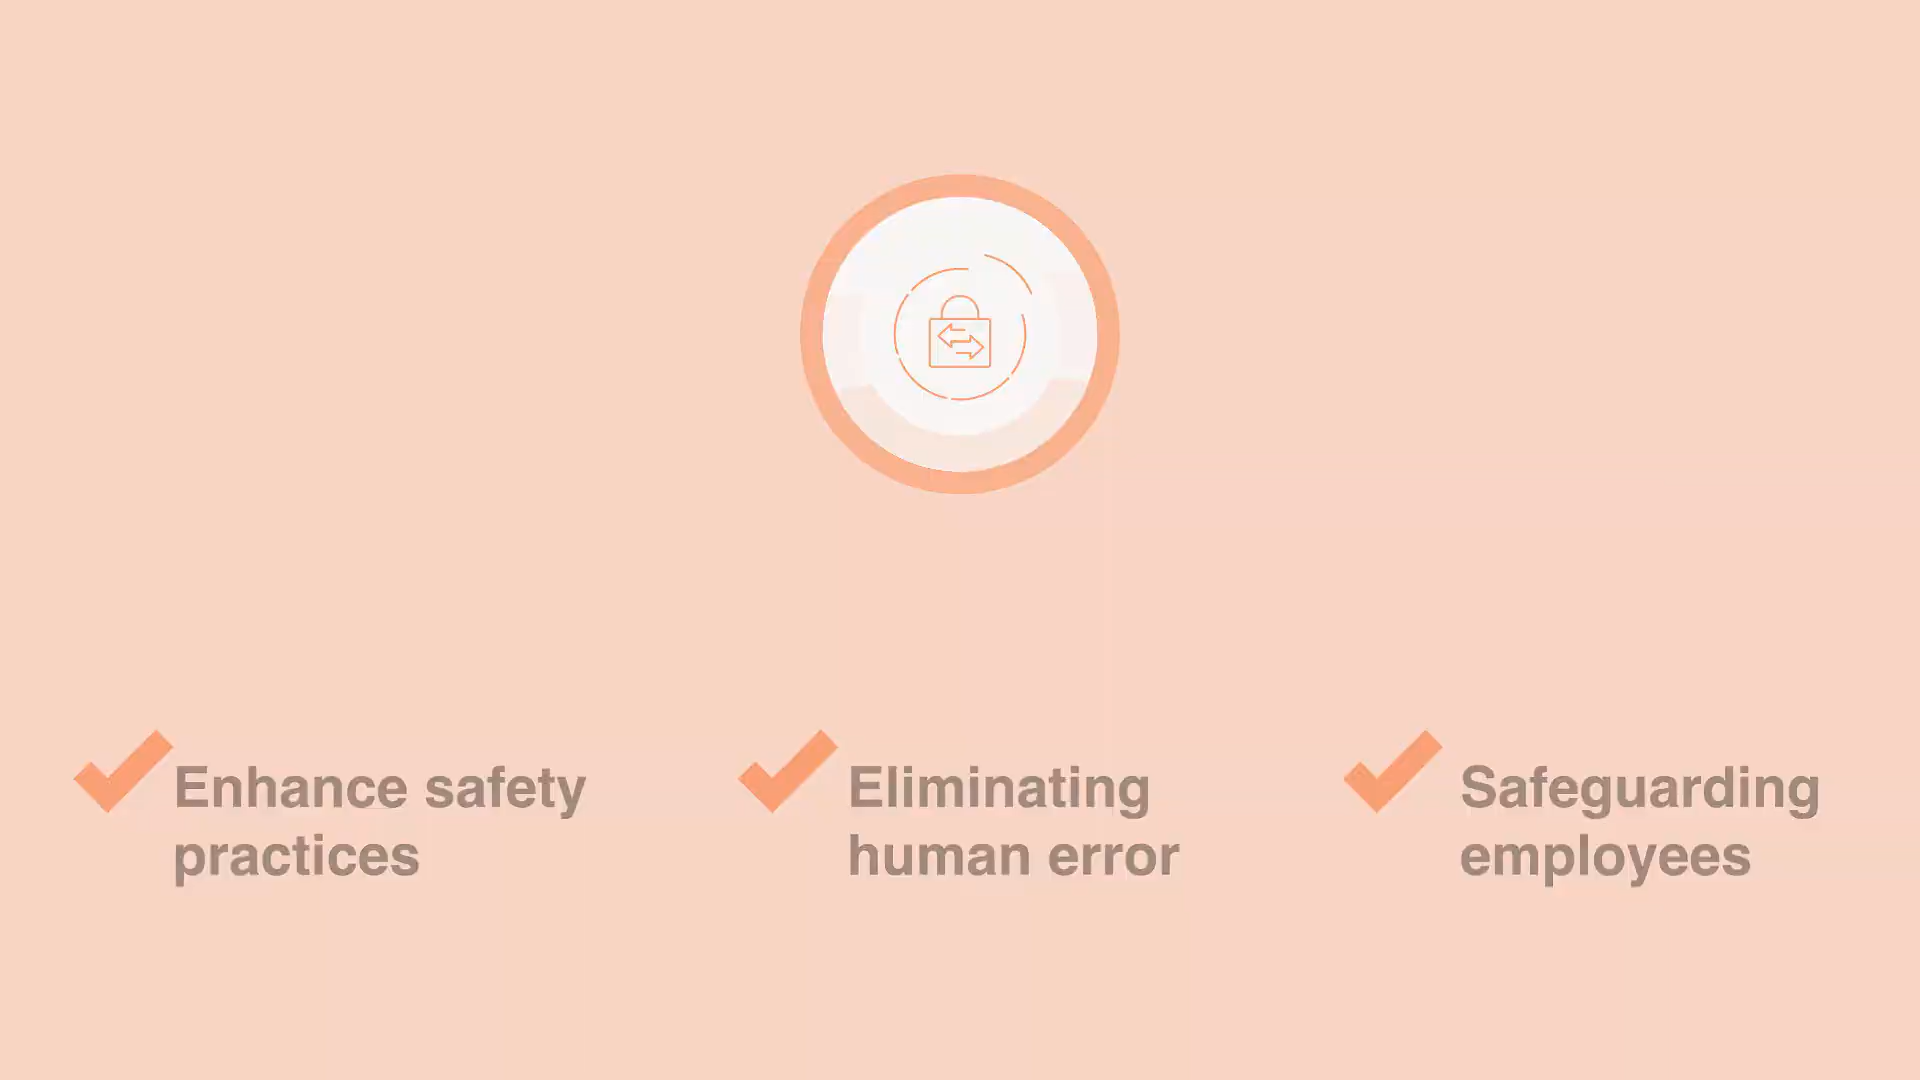 Enhance safety
practices
Eliminating
human error
Safeguarding
employees